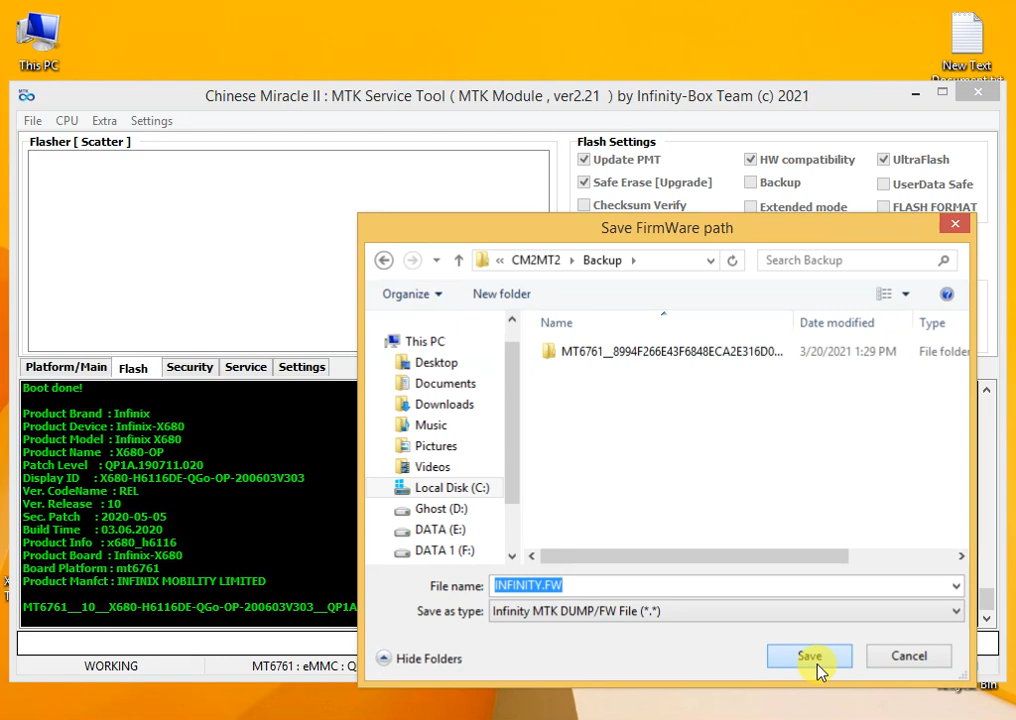 This PC
New Text
Chinese Miracle II : MTK Service Tool ( MTK Module , ver2.21 ) by Infinity-Box Team (c) 2021
File CPU Extra Settings
Flasher [ Scatter ]
Flash Settings
Update PMT HW compatibility UltraFlash
Safe Erase [Upgrade] Backup UserData Safe
Checksum Verify Extended mode FLASH FORMAT
Save FirmWare path
« CM2MT2 Backup Search Backup
Organize New folder
Name Date modified Type
This PC
MT6761__8994F266E43F6848ECA2E316D0... 3/20/2021 1:29 PM File folder
Desktop
Documents
Downloads
Music
Pictures
Videos
Local Disk (C:)
Ghost (D:)
DATA (E:)
DATA 1 (F:)
File name: INFINITY.FW
Save as type: Infinity MTK DUMP/FW File (*.*)
Hide Folders Save Cancel
Platform/Main Flash Security Service Settings
Boot done!
Product Brand : Infinix
Product Device : Infinix-X680
Product Model : Infinix X680
Product Name : X680-OP
Patch Level : QP1A.190711.020
Display ID : X680-H6116DE-QGo-OP-200603V303
Ver. CodeName : REL
Ver. Release : 10
Sec. Patch : 2020-05-05
Build Time : 03.06.2020
Product Info : x680_h6116
Product Board : Infinix-X680
Board Platform : mt6761
Product Manfct : INFINIX MOBILITY LIMITED
MT6761__10__X680-H6116DE-QGo-OP-200603V303__QP1A
WORKING MT6761 : eMMC :